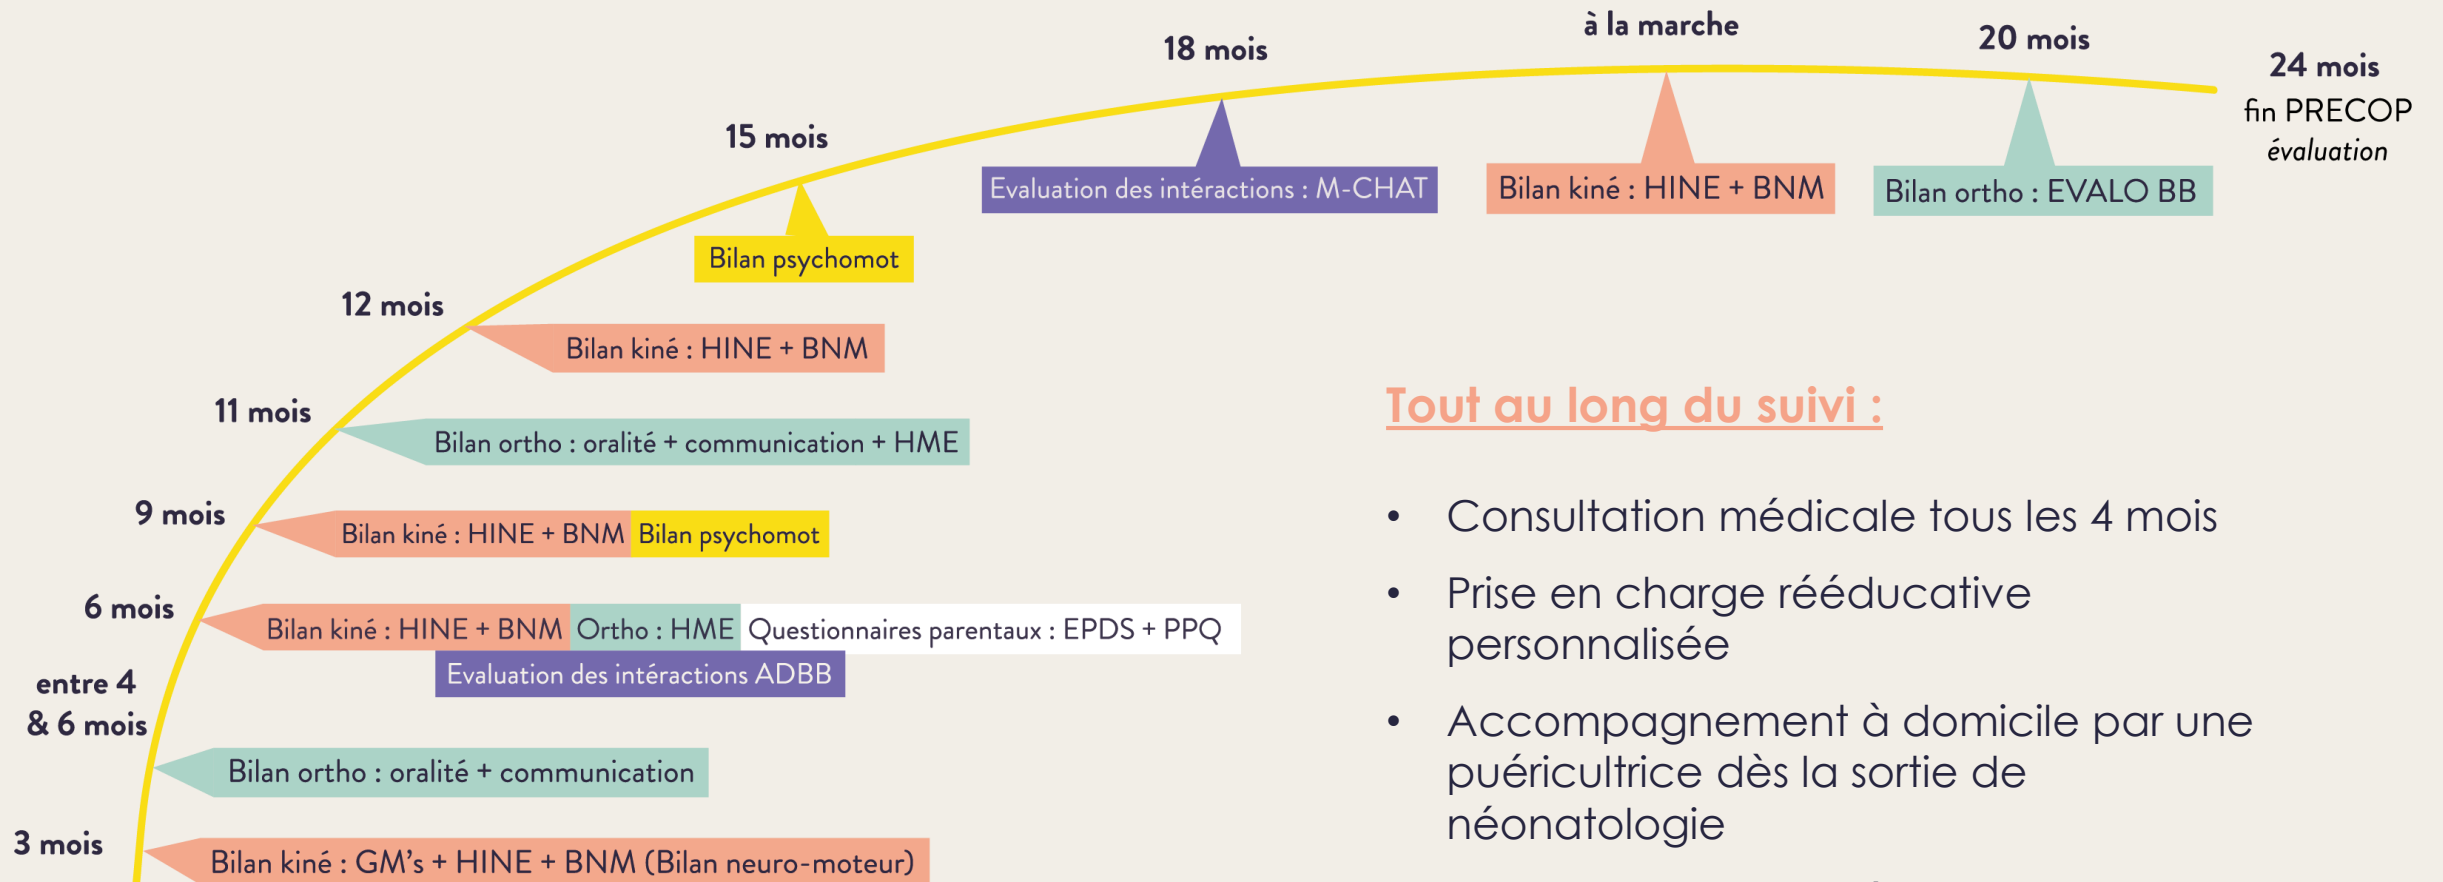 à la marche
18 mois
20 mois
24 mois
fin PRECOP
évaluation
15 mois
Evaluation des intéractions : M-CHAT
Bilan kiné : HINE + BNM
Bilan ortho : EVALO BB
Bilan psychomot
12 mois
Bilan kiné : HINE + BNM
11 mois
Bilan ortho : oralité + communication + HME
9 mois
Bilan kiné : HINE + BNM
Bilan psychomot
6 mois
Bilan kiné : HINE + BNM
Ortho : HME
Questionnaires parentaux : EPDS + PPQ
Evaluation des intéractions ADBB
entre 4
& 6 mois
Bilan ortho : oralité + communication
3 mois
Bilan kiné : GM's + HINE + BNM (Bilan neuro-moteur)
Tout au long du suivi :
• Consultation médicale tous les 4 mois
• Prise en charge rééducative
personnalisée
• Accompagnement à domicile par une
puéricultrice dès la sortie de
néonatologie